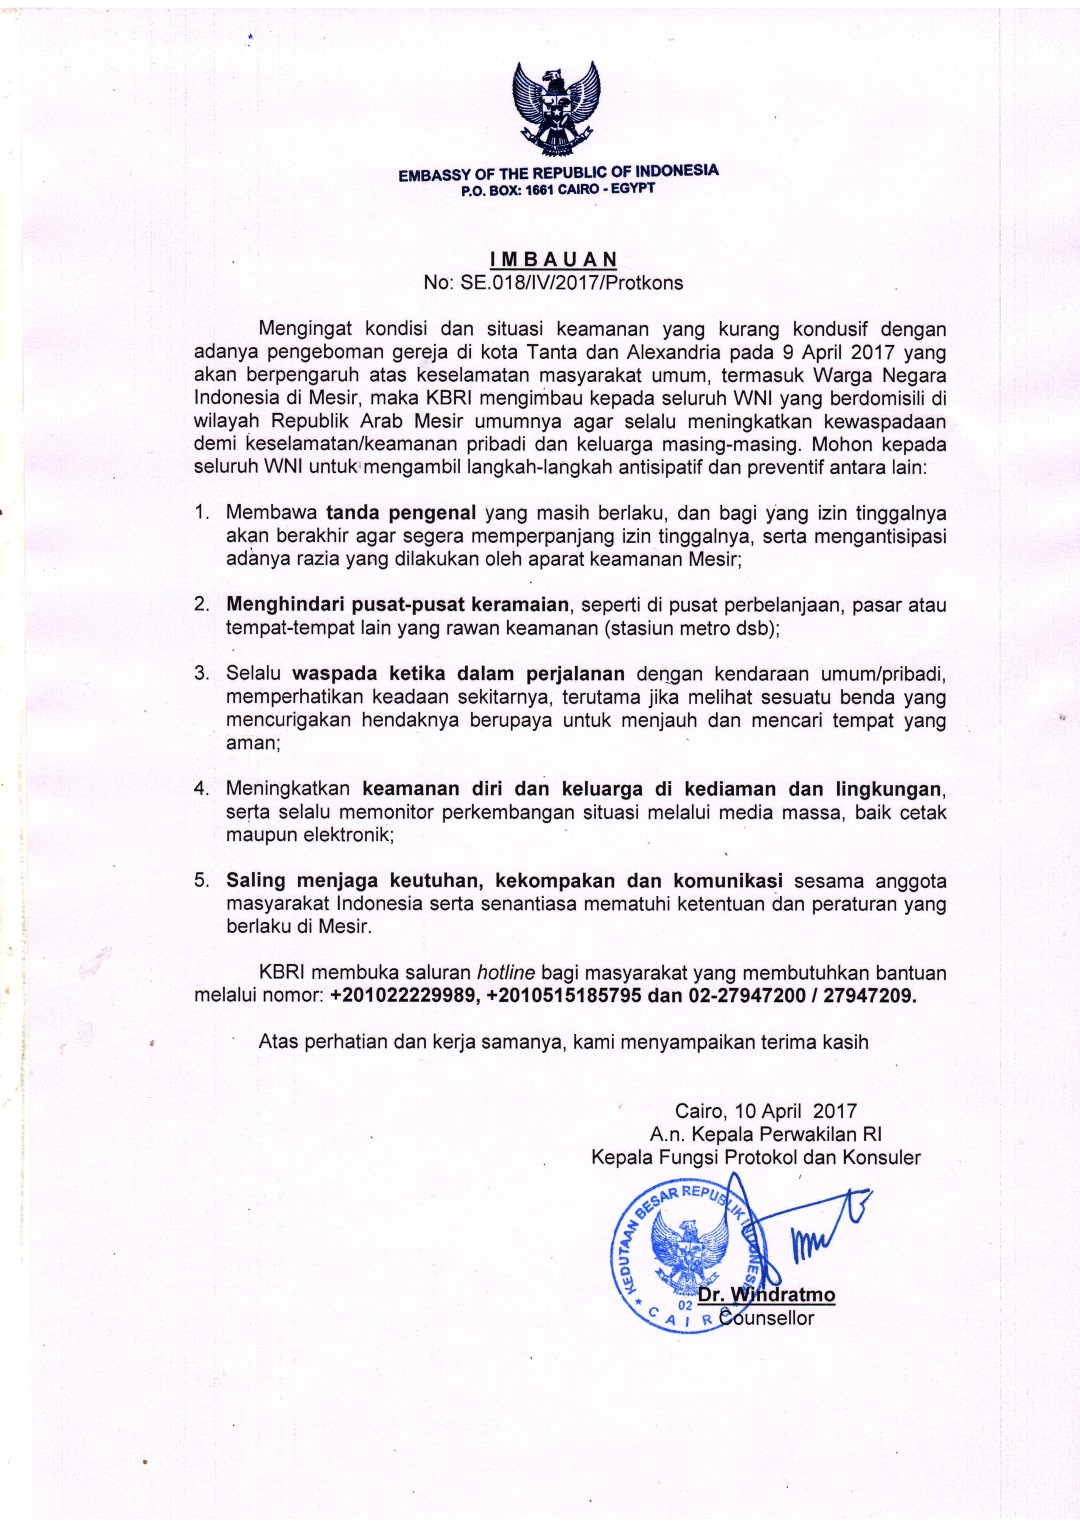 EMBASSY OF THE REPUBLIC OF INDONESIA
P.O. BOX: 1661 CAIRO - EGYPT
I M B A U A N
No: SE.018/IV/2017/Protkons
Mengingat kondisi dan situasi keamanan yang kurang kondusif dengan
adanya pengeboman gereja di kota Tanta dan Alexandria pada 9 April 2017 yang
akan berpengaruh atas keselamatan masyarakat umum, termasuk Warga Negara
Indonesia di Mesir, maka KBRI mengimbau kepada seluruh WNI yang berdomisili di
wilayah Republik Arab Mesir umumnya agar selalu meningkatkan kewaspadaan
demi keselamatan/keamanan pribadi dan keluarga masing-masing. Mohon kepada
seluruh WNI untuk mengambil langkah-langkah antisipatif dan preventif antara lain:
1. Membawa tanda pengenal yang masih berlaku, dan bagi yang izin tinggalnya
akan berakhir agar segera memperpanjang izin tinggalnya, serta mengantisipasi
adanya razia yang dilakukan oleh aparat keamanan Mesir;
2. Menghindari pusat-pusat keramaian, seperti di pusat perbelanjaan, pasar atau
tempat-tempat lain yang rawan keamanan (stasiun metro dsb);
3. Selalu waspada ketika dalam perjalanan dengan kendaraan umum/pribadi,
memperhatikan keadaan sekitarnya, terutama jika melihat sesuatu benda yang
mencurigakan hendaknya berupaya untuk menjauh dan mencari tempat yang
aman;
4. Meningkatkan keamanan diri dan keluarga di kediaman dan lingkungan,
serta selalu memonitor perkembangan situasi melalui media massa, baik cetak
maupun elektronik;
5. Saling menjaga keutuhan, kekompakan dan komunikasi sesama anggota
masyarakat Indonesia serta senantiasa mematuhi ketentuan dan peraturan yang
berlaku di Mesir.
KBRI membuka saluran hotline bagi masyarakat yang membutuhkan bantuan
melalui nomor: +201022229989, +2010515185795 dan 02-27947200 / 27947209.
Atas perhatian dan kerja samanya, kami menyampaikan terima kasih
Cairo, 10 April 2017
A.n. Kepala Perwakilan RI
Kepala Fungsi Protokol dan Konsuler
KEDUTAAN BESAR REPUBLIK INDONESIA
02
CAIRO
Dr. Windratmo
Counsellor